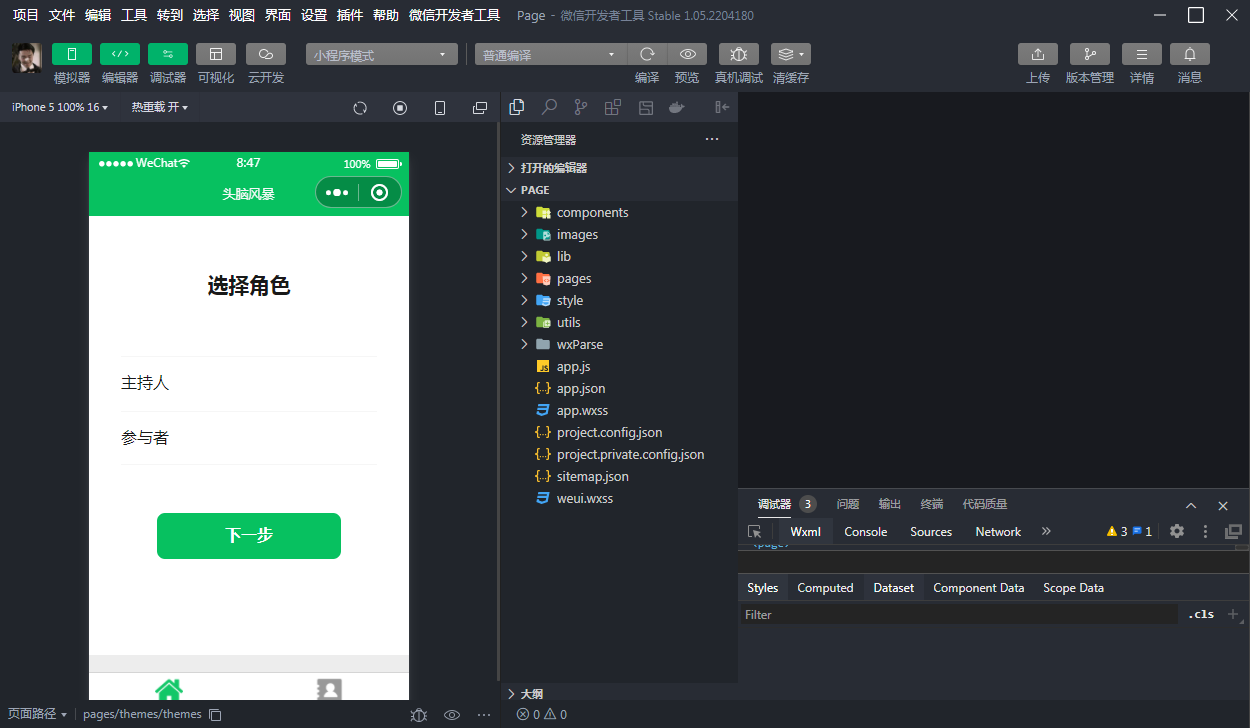 项目 文件 编辑 工具 转到 选择 视图 界面 设置 插件 帮助 微信开发者工具 Page - 微信开发者工具 Stable 1.05.2204180
模拟器 编辑器 调试器 可视化 云开发 小程序模式 普通编译 编译 预览 真机调试 清缓存 上传 版本管理 详情 消息
iPhone 5 100% 16 热重载 开
WeChat 8:47 100%
头脑风暴
选择角色
主持人
参与者
下一步
页面路径 pages/themes/themes
资源管理器
打开的编辑器
PAGE
components
images
lib
pages
style
utils
wxParse
app.js
app.json
app.wxss
project.config.json
project.private.config.json
sitemap.json
weui.wxss
大纲
0 0
调试器 3 问题 输出 终端 代码质量
Wxml Console Sources Network 3 1
Styles Computed Dataset Component Data Scope Data
Filter .cls